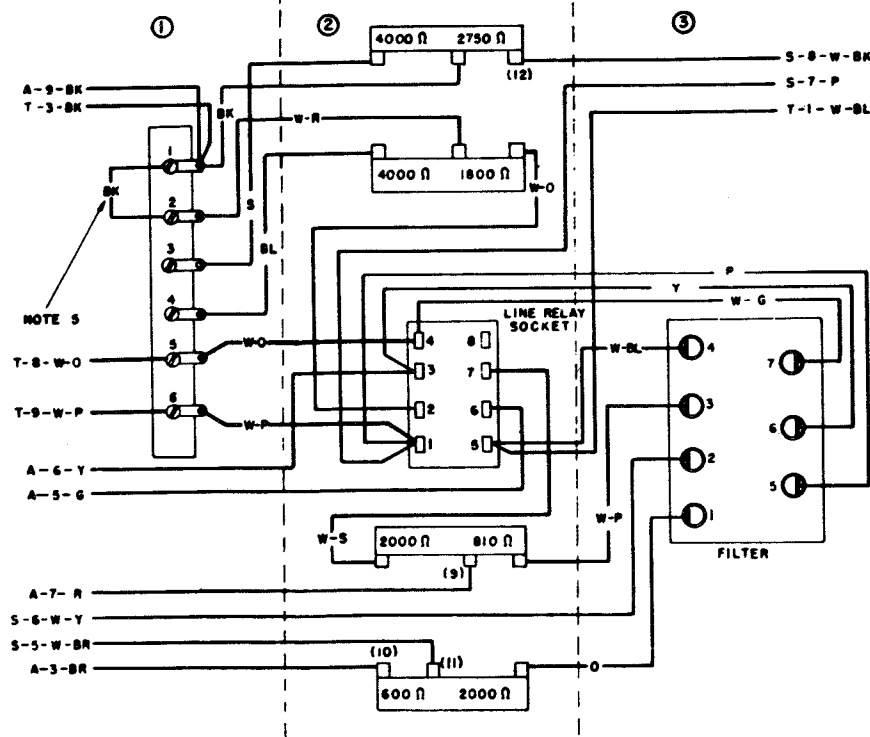 ① ② ③
4000 Ω 2750 Ω
(12)
S-8-W-BK
S-7-P
T-1-W-BL
A-9-BK
T-3-BK
BK
W-R
4000 Ω 1800 Ω
W-O
1
BK
2
S
3
BL
4
NOTE 5
5
T-8-W-O
W-O
6
T-9-W-P
W-P
A-6-Y
A-5-G
P
Y
W-G
LINE RELAY
SOCKET
4 8
3 7
2 6
1 5
W-BL
4
7
3
6
2
5
W-P
1
FILTER
W-S
2000 Ω 810 Ω
(9)
A-7-R
S-6-W-Y
S-5-W-BR
(10)
(11)
A-3-BR
O
600 Ω 2000 Ω